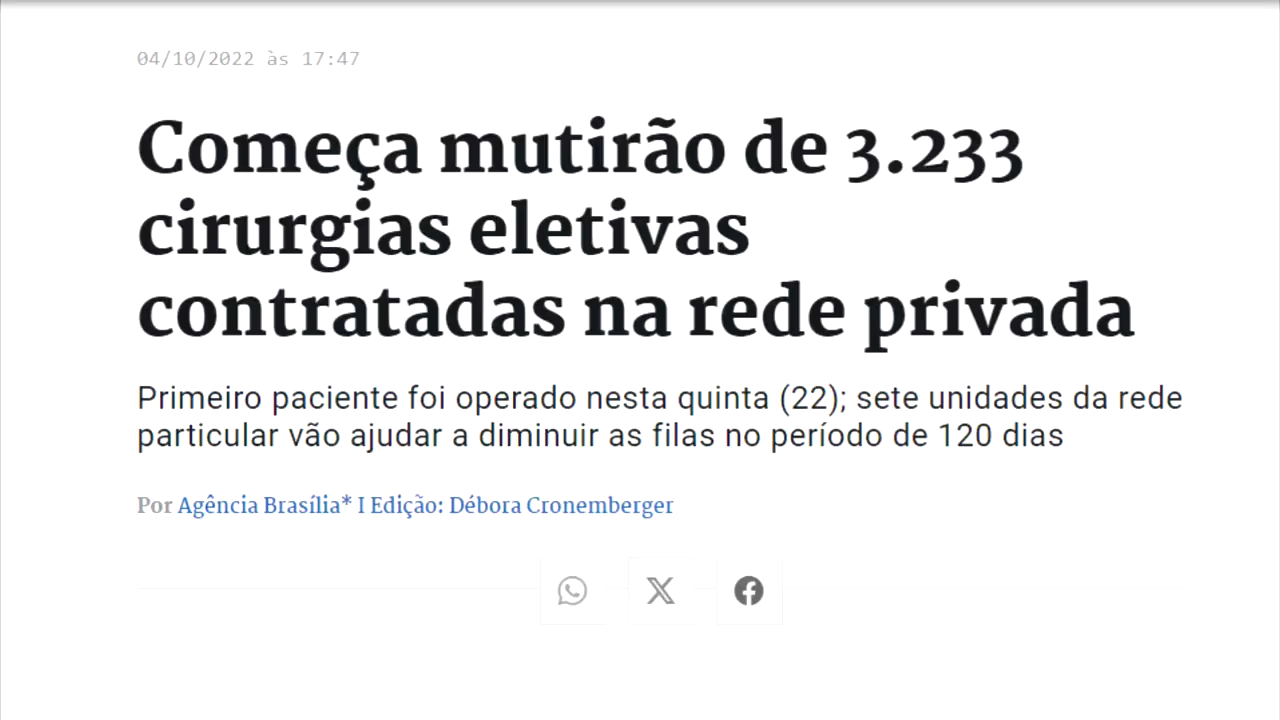 04/10/2022 às 17:47
Começa mutirão de 3.233
cirurgias eletivas
contratadas na rede privada
Primeiro paciente foi operado nesta quinta (22); sete unidades da rede
particular vão ajudar a diminuir as filas no período de 120 dias
Por Agência Brasília* I Edição: Débora Cronemberger